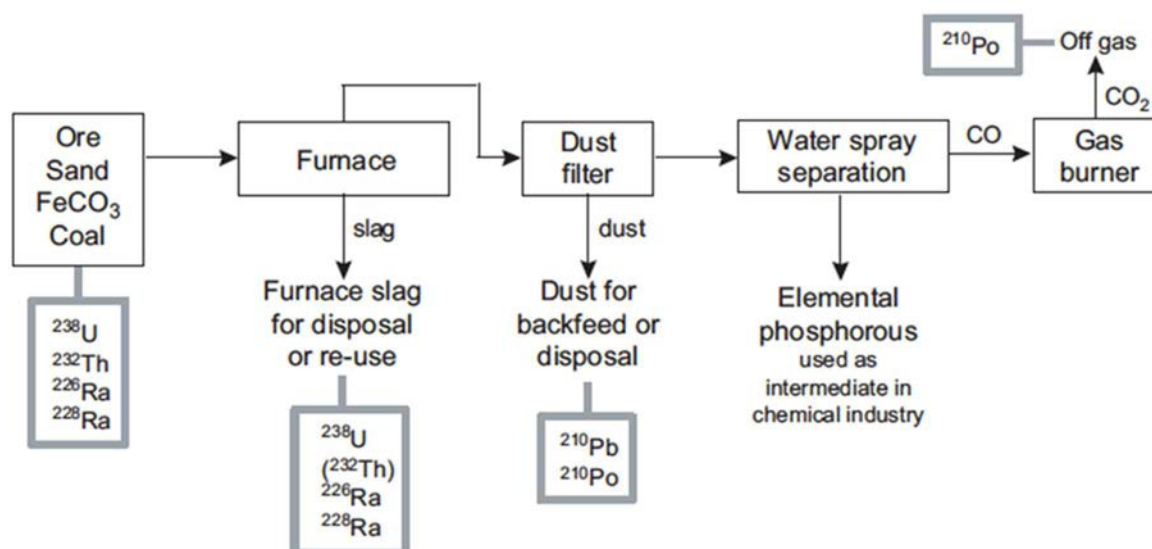 Ore
Sand
FeCO₃
Coal
²³⁸U
²³²Th
²²⁶Ra
²²⁸Ra
Furnace
slag
Furnace slag
for disposal
or re-use
²³⁸U
(²³²Th)
²²⁶Ra
²²⁸Ra
Dust
filter
dust
Dust for
backfeed or
disposal
²¹⁰Pb
²¹⁰Po
Water spray
separation
Elemental
phosphorous
used as
intermediate in
chemical industry
CO
Gas
burner
CO₂
Off gas
²¹⁰Po